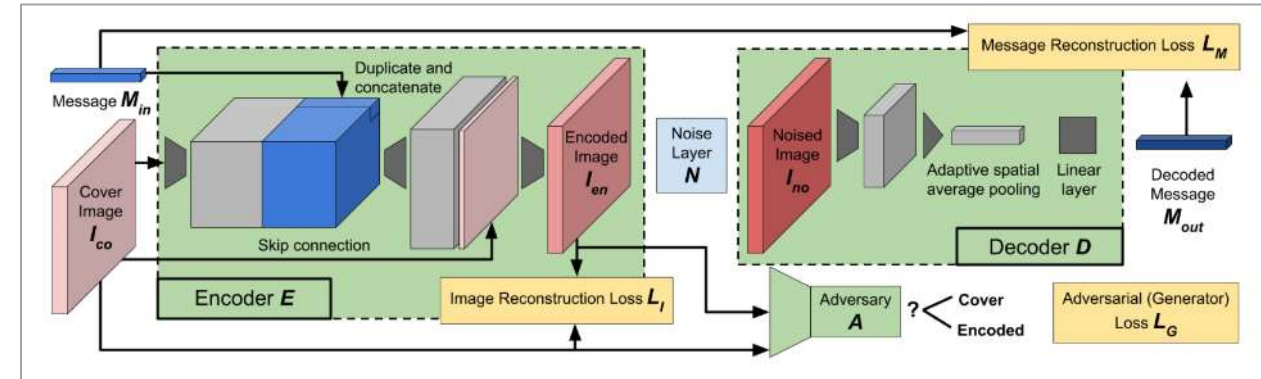 Message Reconstruction Loss L_M
Duplicate and
concatenate
Message M_in
Cover
Image
I_co
Skip connection
Encoder E
Encoded
Image
I_en
Image Reconstruction Loss L_I
Noise
Layer
N
Noised
Image
I_no
Adaptive spatial
average pooling
Linear
layer
Decoder D
Decoded
Message
M_out
Adversary
A
?
Cover
Encoded
Adversarial (Generator)
Loss L_G